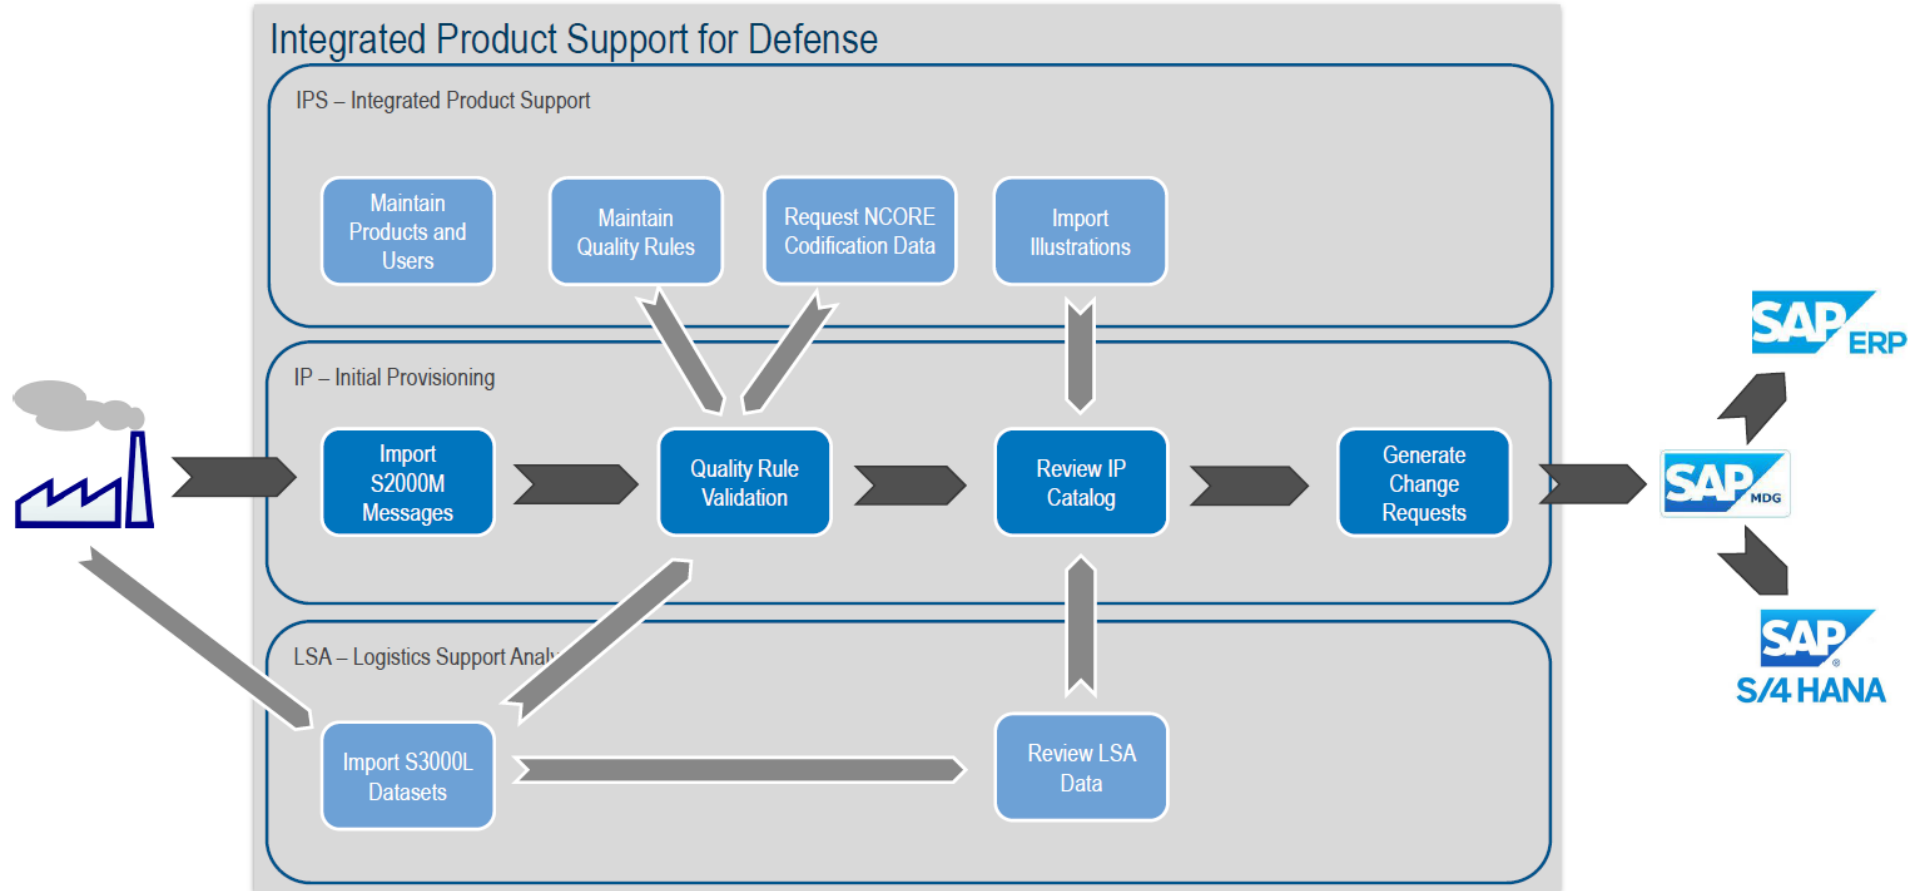 Integrated Product Support for Defense
IPS – Integrated Product Support
Maintain
Products and
Users
Maintain
Quality Rules
Request NCORE
Codification Data
Import
Illustrations
IP – Initial Provisioning
Import
S2000M
Messages
Quality Rule
Validation
Review IP
Catalog
Generate
Change
Requests
LSA – Logistics Support Analy
Import S3000L
Datasets
Review LSA
Data
SAP
ERP
SAP
MDG
SAP
®
S/4 HANA